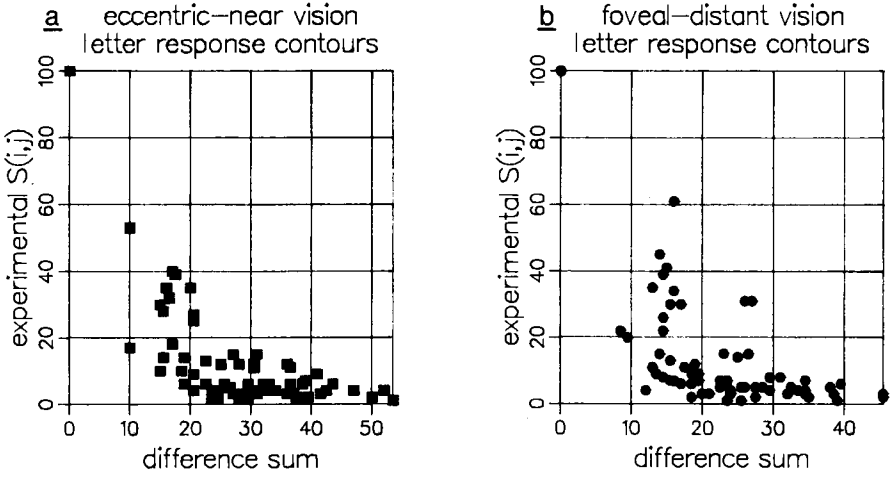 a eccentric-near vision
letter response contours
experimental S(i,j)
100
80
60
40
20
0
0 10 20 30 40 50
difference sum
b foveal-distant vision
letter response contours
experimental S(i,j)
100
80
60
40
20
0
0 10 20 30 40
difference sum